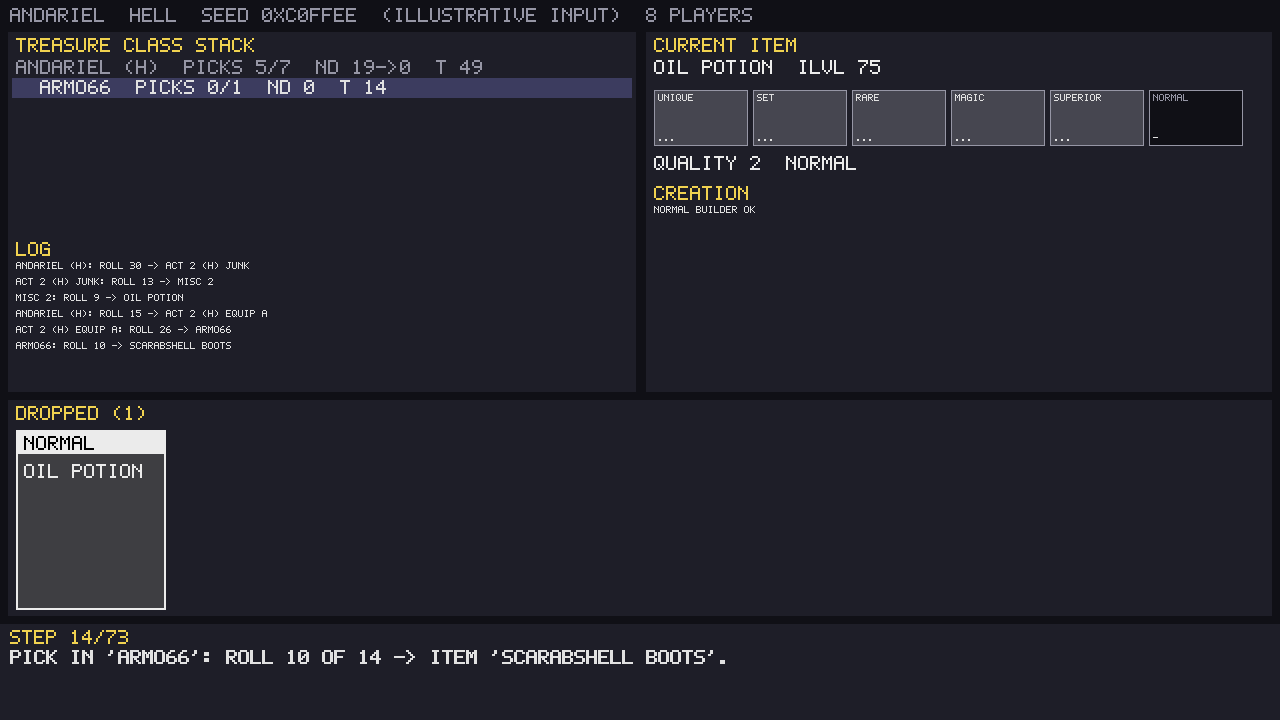 ANDARIEL HELL SEED 0XC0FFEE (ILLUSTRATIVE INPUT) 8 PLAYERS
TREASURE CLASS STACK
ANDARIEL (H) PICKS 5/7 ND 19->0 T 49
ARMO66 PICKS 0/1 ND 0 T 14
LOG
ANDARIEL (H): ROLL 30 -> ACT 2 (H) JUNK
ACT 2 (H) JUNK: ROLL 13 -> MISC 2
MISC 2: ROLL 9 -> OIL POTION
ANDARIEL (H): ROLL 15 -> ACT 2 (H) EQUIP A
ACT 2 (H) EQUIP A: ROLL 26 -> ARMO66
ARMO66: ROLL 10 -> SCARABSHELL BOOTS
CURRENT ITEM
OIL POTION ILVL 75
UNIQUE SET RARE MAGIC SUPERIOR NORMAL
... ... ... ... ... _
QUALITY 2 NORMAL
CREATION
NORMAL BUILDER OK
DROPPED (1)
NORMAL
OIL POTION
STEP 14/73
PICK IN 'ARMO66': ROLL 10 OF 14 -> ITEM 'SCARABSHELL BOOTS'.